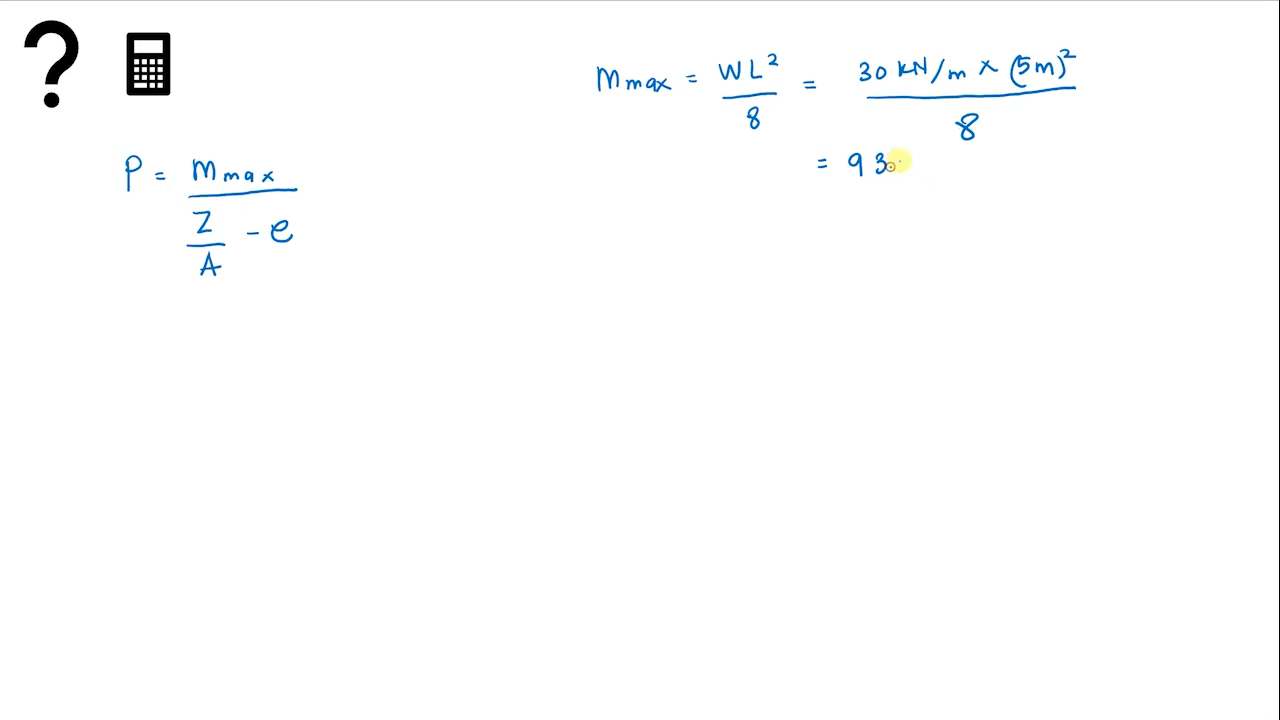 ?
Mmax = WL² / 8 = 30 kN/m × (5m)² / 8
= 93.
P = Mmax / (Z/A - e)